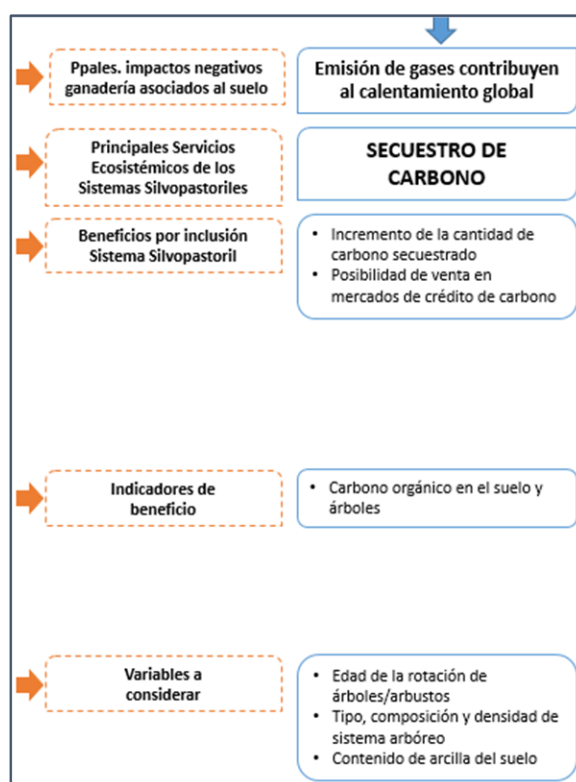 Ppales. impactos negativos
ganadería asociados al suelo
Emisión de gases contribuyen
al calentamiento global
Principales Servicios
Ecosistémicos de los
Sistemas Silvopastoriles
SECUESTRO DE
CARBONO
Beneficios por inclusión
Sistema Silvopastoril
• Incremento de la cantidad de
carbono secuestrado
• Posibilidad de venta en
mercados de crédito de carbono
Indicadores de
beneficio
• Carbono orgánico en el suelo y
árboles
Variables a
considerar
• Edad de la rotación de
árboles/arbustos
• Tipo, composición y densidad de
sistema arbóreo
• Contenido de arcilla del suelo